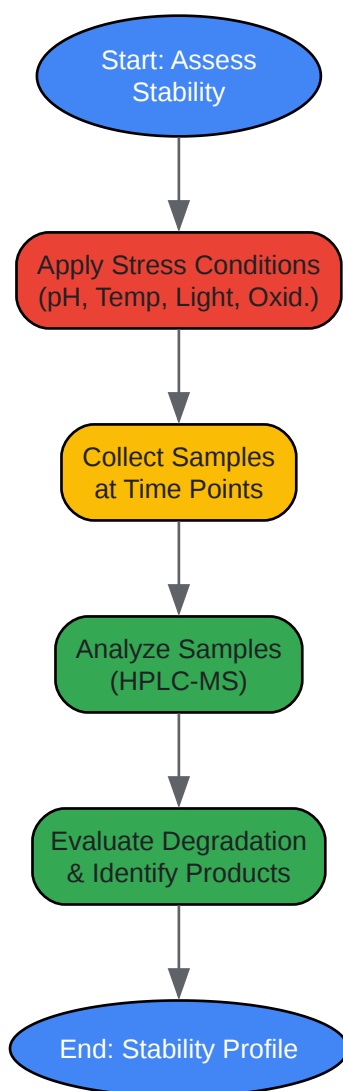 Start: Assess
Stability
Apply Stress Conditions
(pH, Temp, Light, Oxid.)
Collect Samples
at Time Points
Analyze Samples
(HPLC-MS)
Evaluate Degradation
& Identify Products
End: Stability Profile